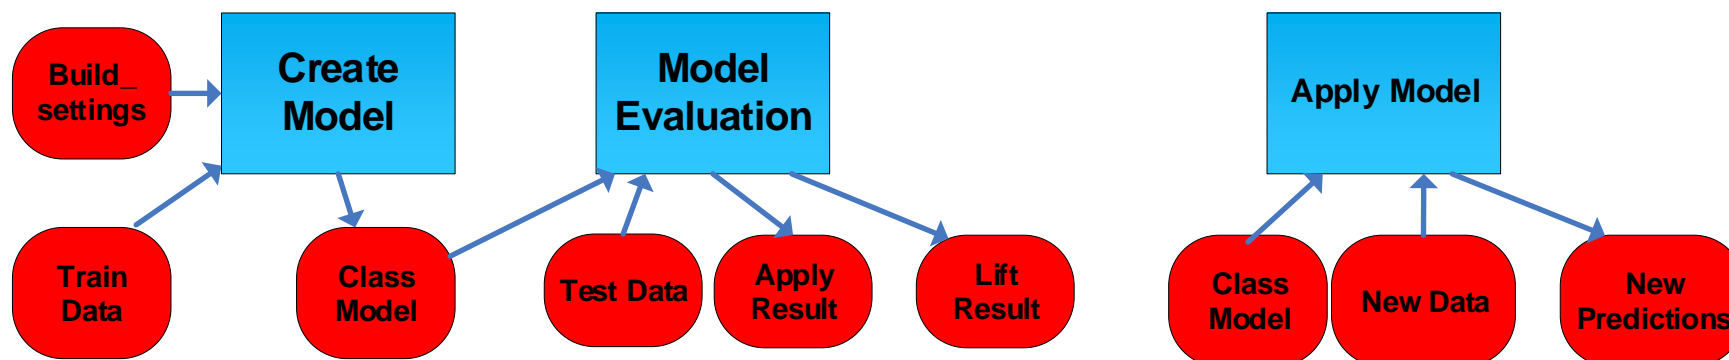 Build_
settings
Create
Model
Model
Evaluation
Apply Model
Train
Data
Class
Model
Test Data
Apply
Result
Lift
Result
Class
Model
New Data
New
Predictions